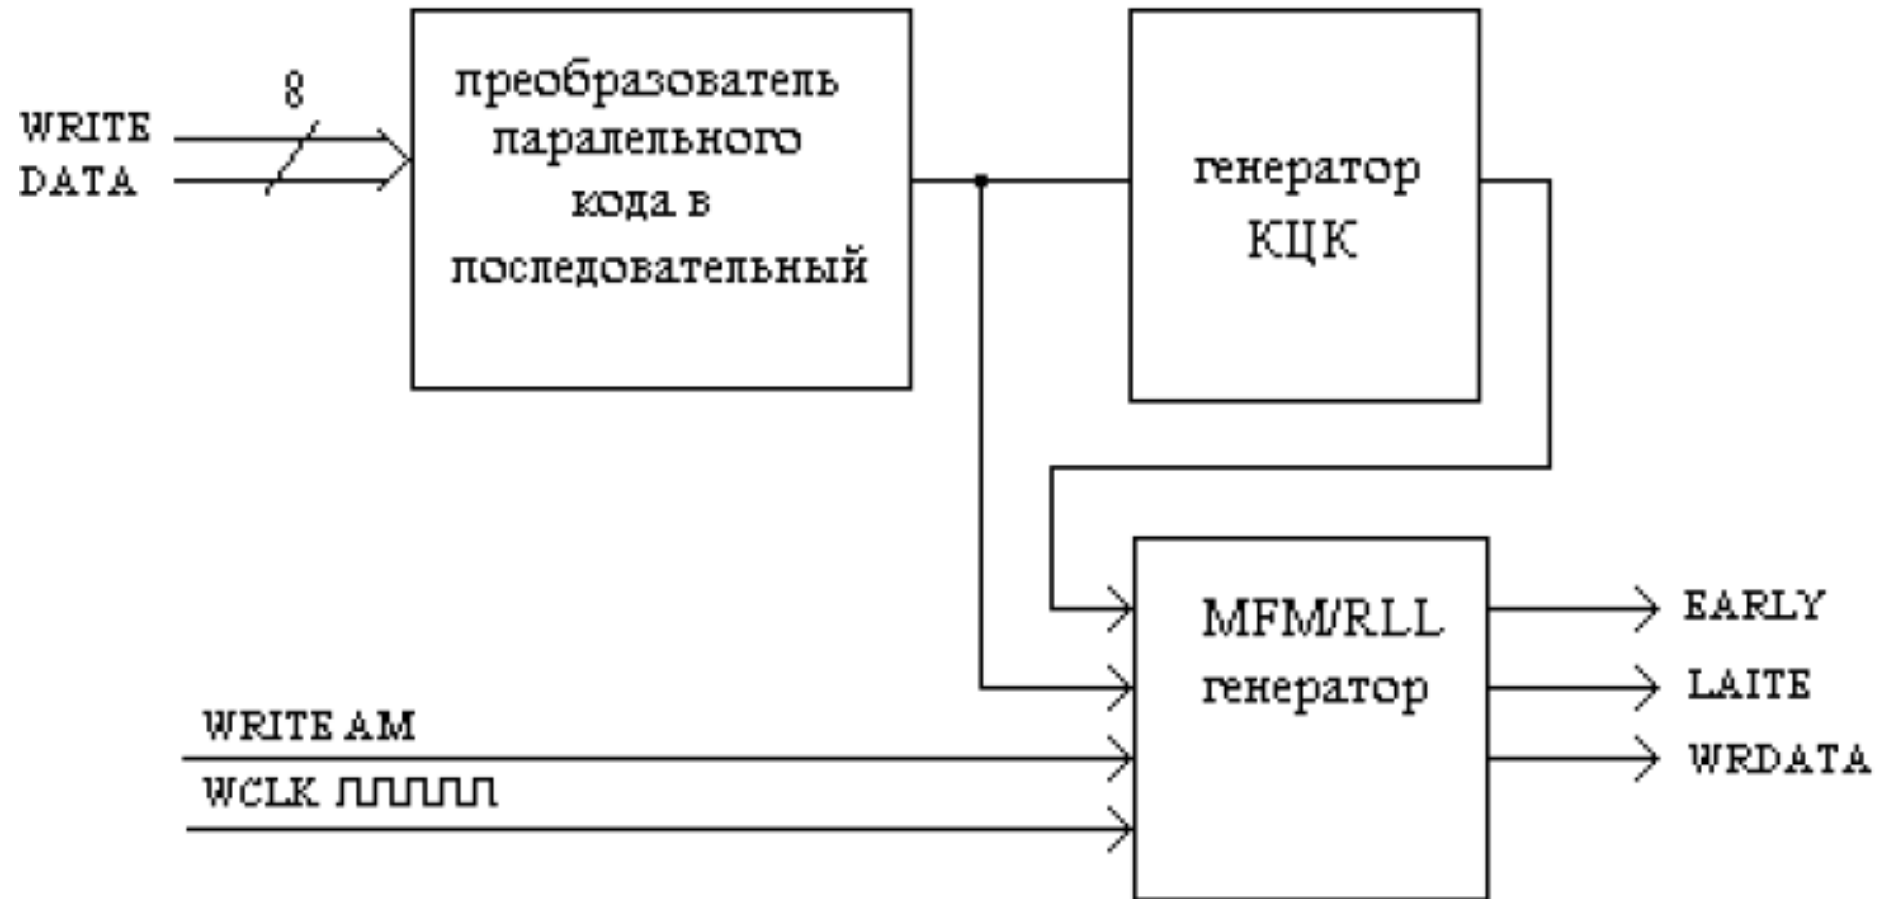 8
WRITE
DATA
преобразователь
паралельного
кода в
последовательный
генератор
КЦК
MFM/RLL
генератор
EARLY
LAITE
WRDATA
WRITE AM
WCLK